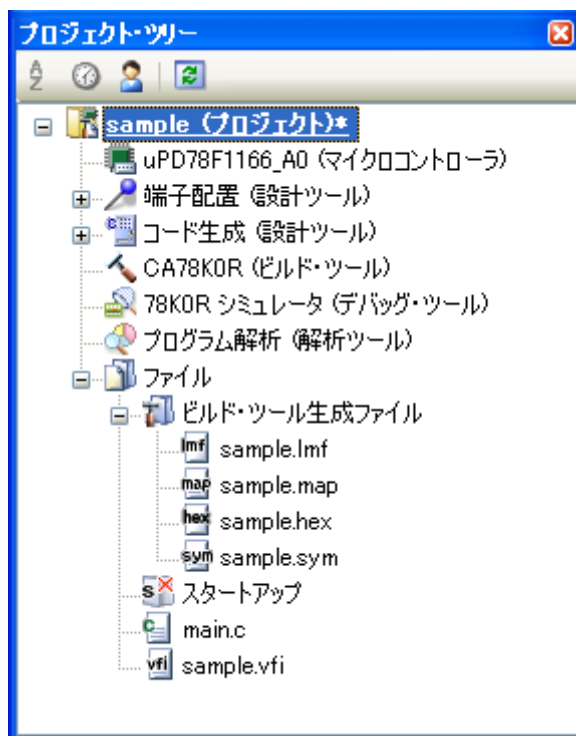 プロジェクト・ツリー
sample (プロジェクト)*
uPD78F1166_A0 (マイクロコントローラ)
端子配置 (設計ツール)
コード生成 (設計ツール)
CA78K0R (ビルド・ツール)
78K0R シミュレータ (デバッグ・ツール)
プログラム解析 (解析ツール)
ファイル
ビルド・ツール生成ファイル
lmf sample.lmf
map sample.map
hex sample.hex
sym sample.sym
S スタートアップ
C main.c
vfi sample.vfi